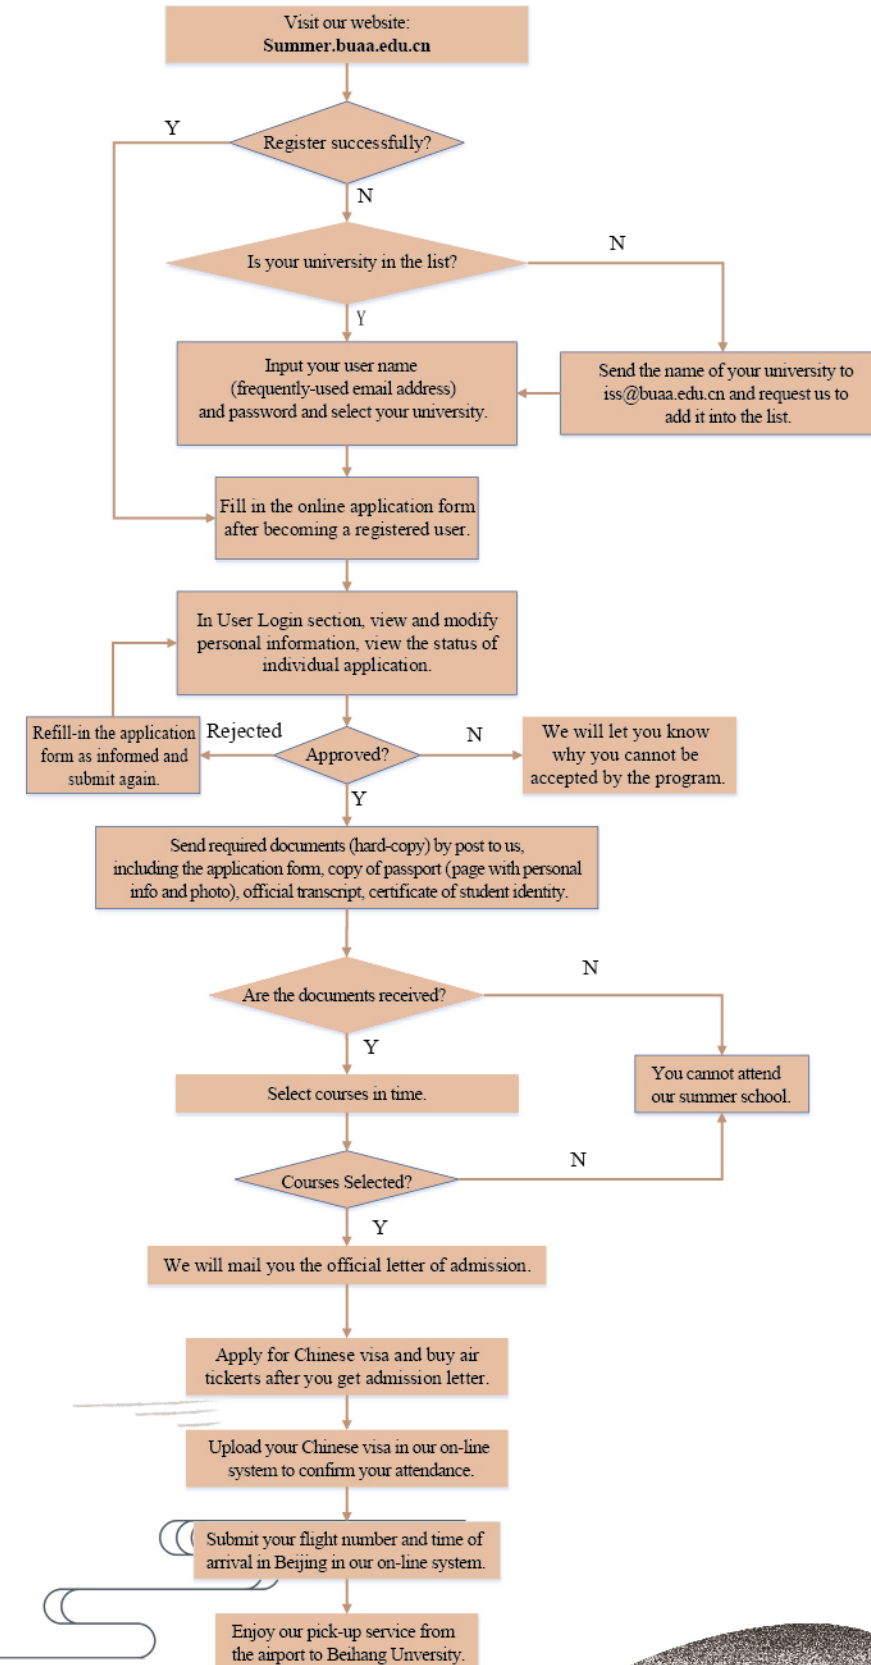 Visit our website:
Summer.buaa.edu.cn
Y
Register successfully?
N
Is your university in the list?
N
Y
Input your user name
(frequently-used email address)
and password and select your university.
Send the name of your university to
iss@buaa.edu.cn and request us to
add it into the list.
Fill in the online application form
after becoming a registered user.
In User Login section, view and modify
personal information, view the status of
individual application.
Refill-in the application
form as informed and
submit again.
Rejected
Approved?
N
We will let you know
why you cannot be
accepted by the program.
Y
Send required documents (hard-copy) by post to us,
including the application form, copy of passport (page with personal
info and photo), official transcript, certificate of student identity.
Are the documents received?
N
Y
You cannot attend
our summer school.
Select courses in time.
Courses Selected?
N
Y
We will mail you the official letter of admission.
Apply for Chinese visa and buy air
tickerts after you get admission letter.
Upload your Chinese visa in our on-line
system to confirm your attendance.
Submit your flight number and time of
arrival in Beijing in our on-line system.
Enjoy our pick-up service from
the airport to Beihang Unversity.